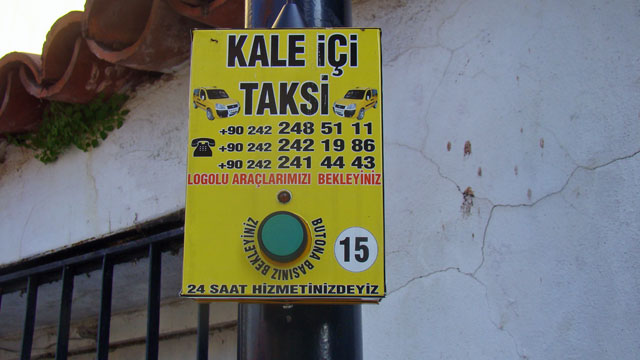 KALE İÇİ
TAKSİ
+90 242 248 51 11
+90 242 242 19 86
+90 242 241 44 43
LOGOLU ARAÇLARIMIZI BEKLEYİNİZ
BUTONA BASINIZ BEKLEYİNİZ
15
24 SAAT HİZMETİNİZDEYİZ